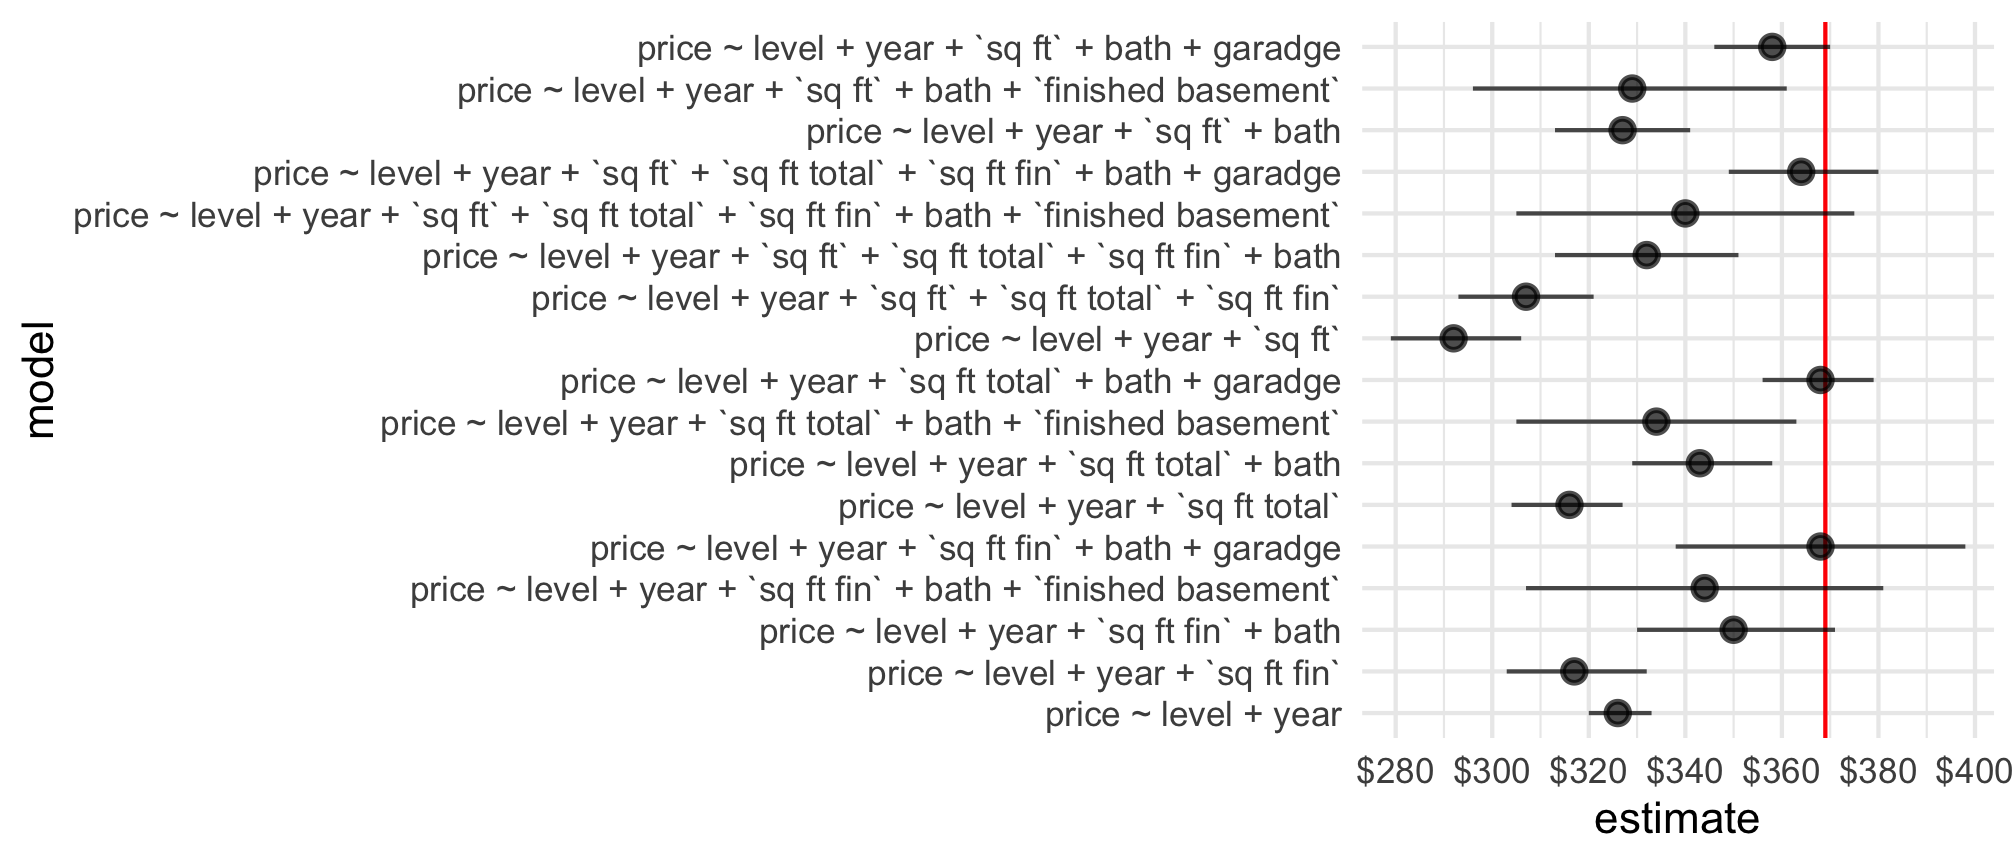 price ~ level + year + `sq ft` + bath + garadge
price ~ level + year + `sq ft` + bath + `finished basement`
price ~ level + year + `sq ft` + bath
price ~ level + year + `sq ft` + `sq ft total` + `sq ft fin` + bath + garadge
price ~ level + year + `sq ft` + `sq ft total` + `sq ft fin` + bath + `finished basement`
price ~ level + year + `sq ft` + `sq ft total` + `sq ft fin` + bath
price ~ level + year + `sq ft` + `sq ft total` + `sq ft fin`
price ~ level + year + `sq ft`
price ~ level + year + `sq ft total` + bath + garadge
price ~ level + year + `sq ft total` + bath + `finished basement`
price ~ level + year + `sq ft total` + bath
price ~ level + year + `sq ft total`
price ~ level + year + `sq ft fin` + bath + garadge
price ~ level + year + `sq ft fin` + bath + `finished basement`
price ~ level + year + `sq ft fin` + bath
price ~ level + year + `sq ft fin`
price ~ level + year
model
$280 $300 $320 $340 $360 $380 $400
estimate